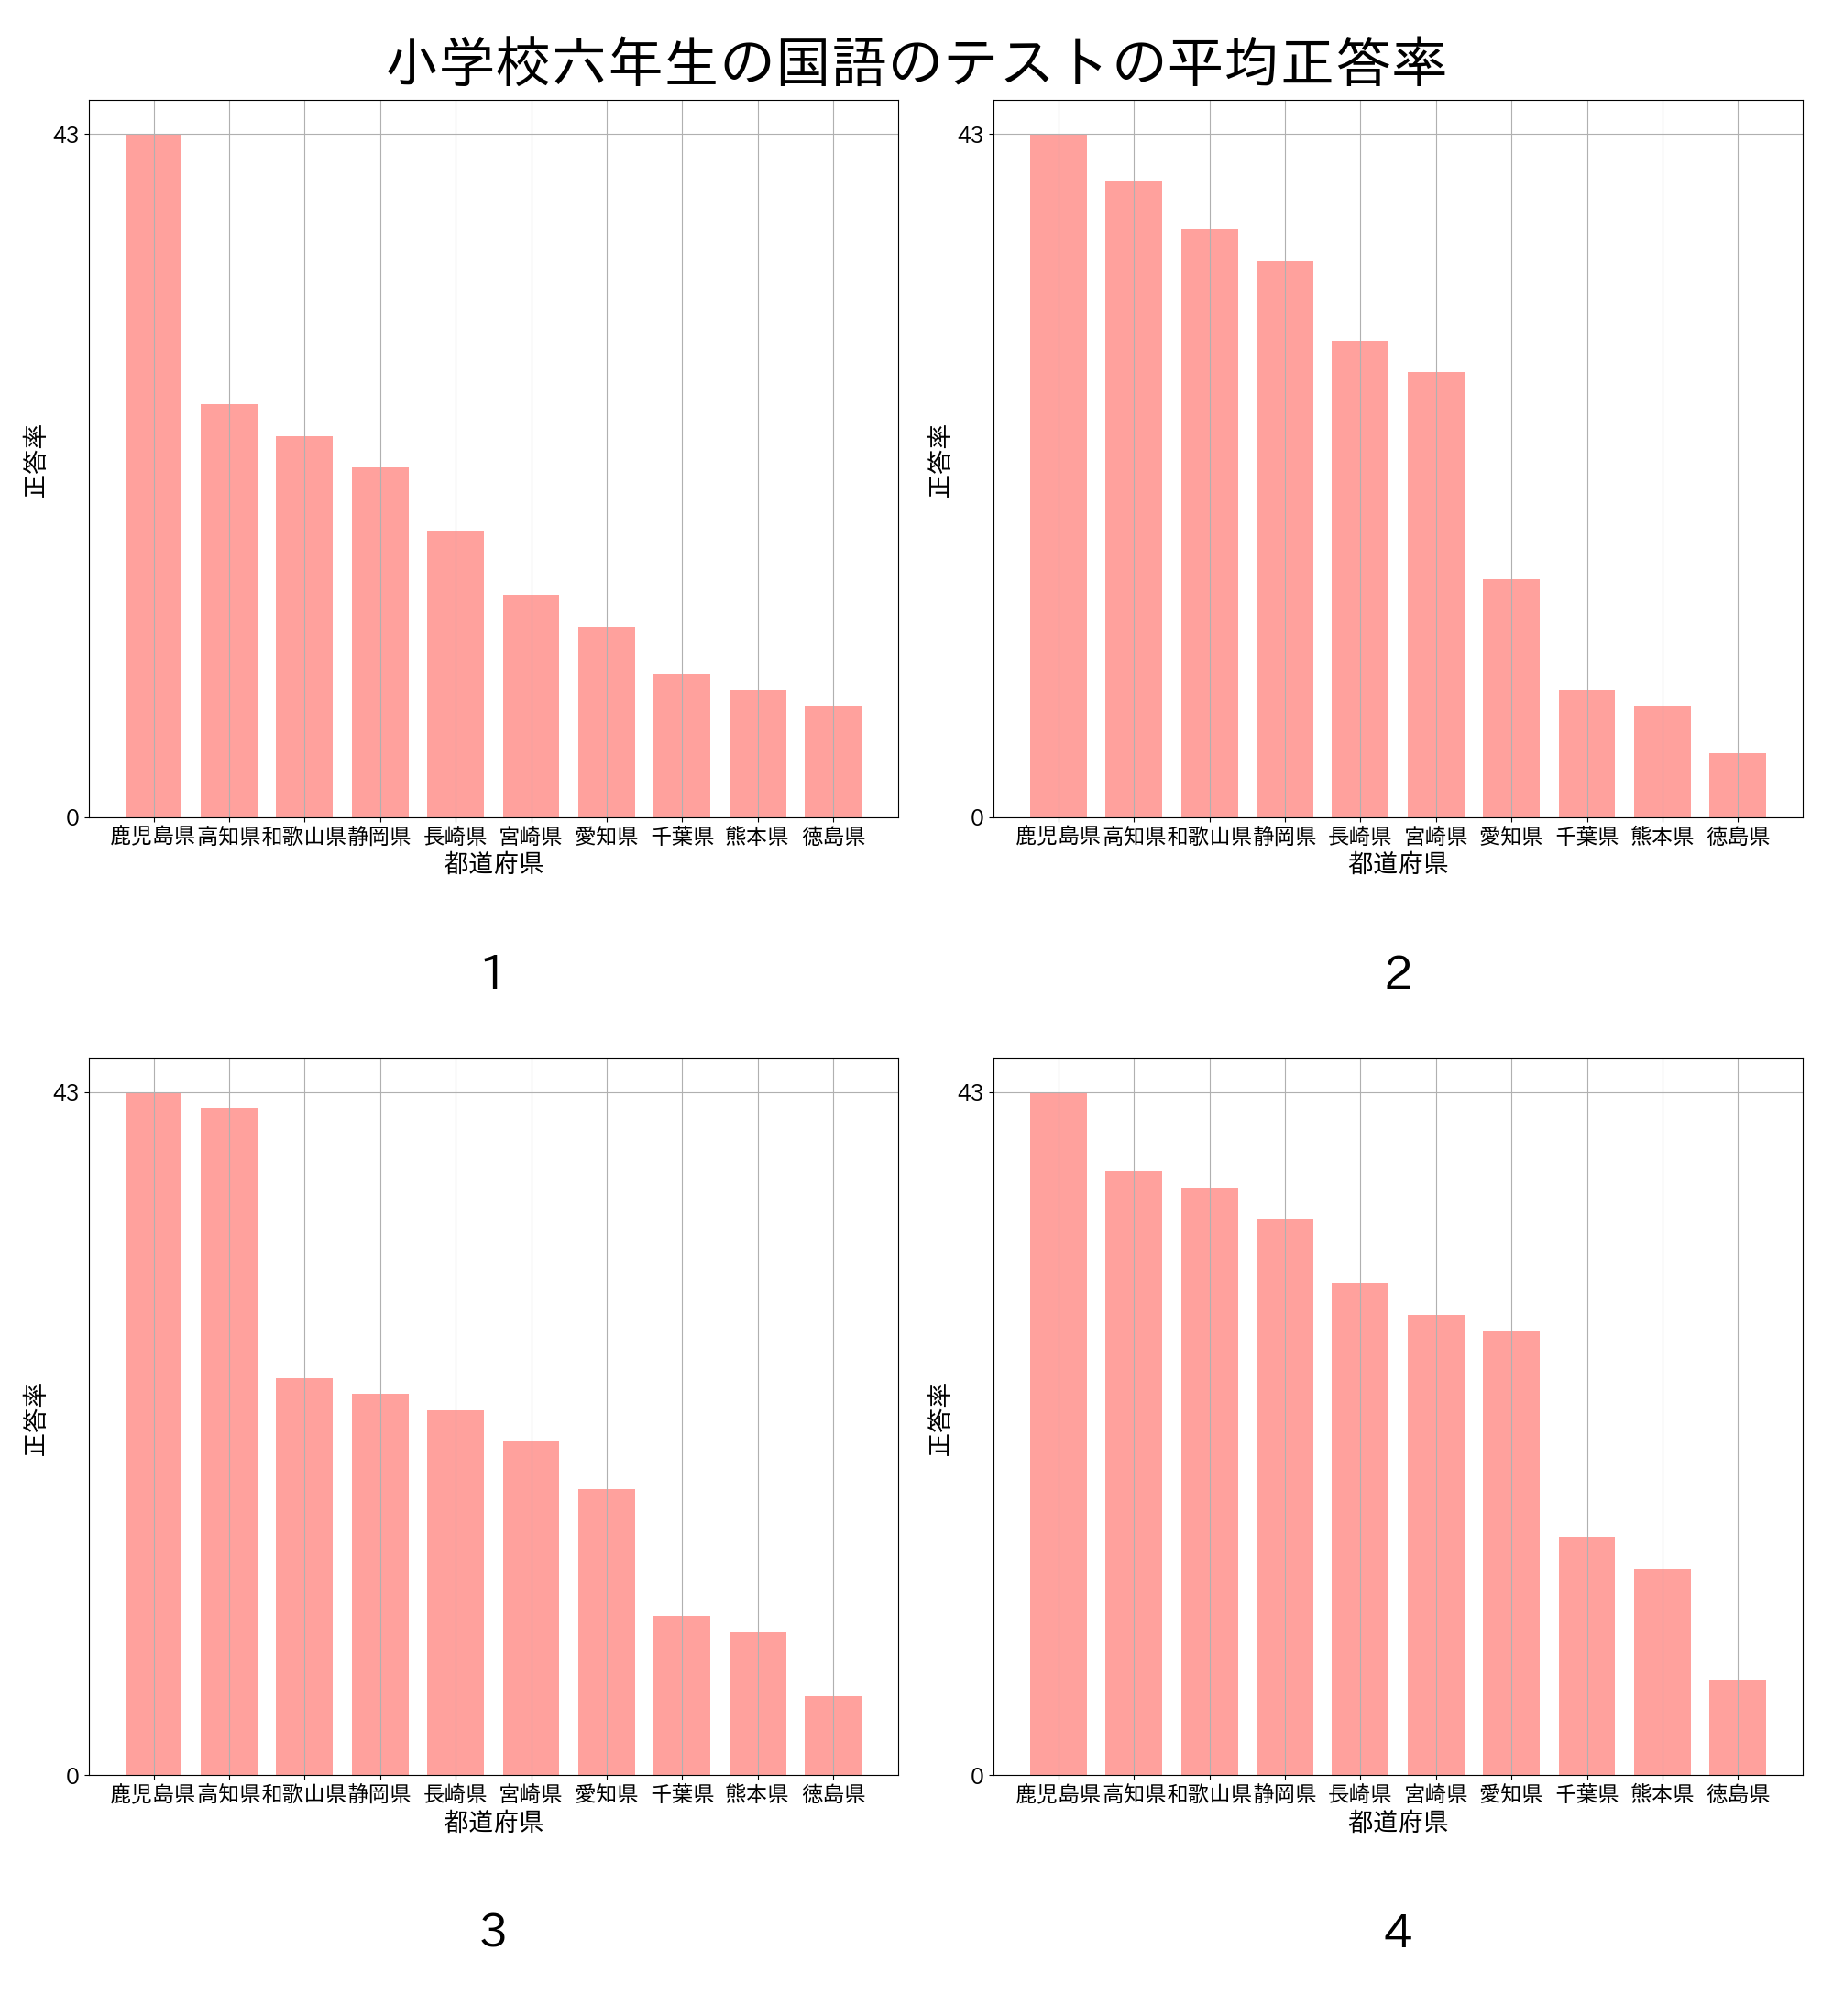 小学校六年生の国語のテストの平均正答率
43
正答率
0
鹿児島県 高知県 和歌山県 静岡県 長崎県 宮崎県 愛知県 千葉県 熊本県 徳島県
都道府県
1
43
正答率
0
鹿児島県 高知県 和歌山県 静岡県 長崎県 宮崎県 愛知県 千葉県 熊本県 徳島県
都道府県
2
43
正答率
0
鹿児島県 高知県 和歌山県 静岡県 長崎県 宮崎県 愛知県 千葉県 熊本県 徳島県
都道府県
3
43
正答率
0
鹿児島県 高知県 和歌山県 静岡県 長崎県 宮崎県 愛知県 千葉県 熊本県 徳島県
都道府県
4